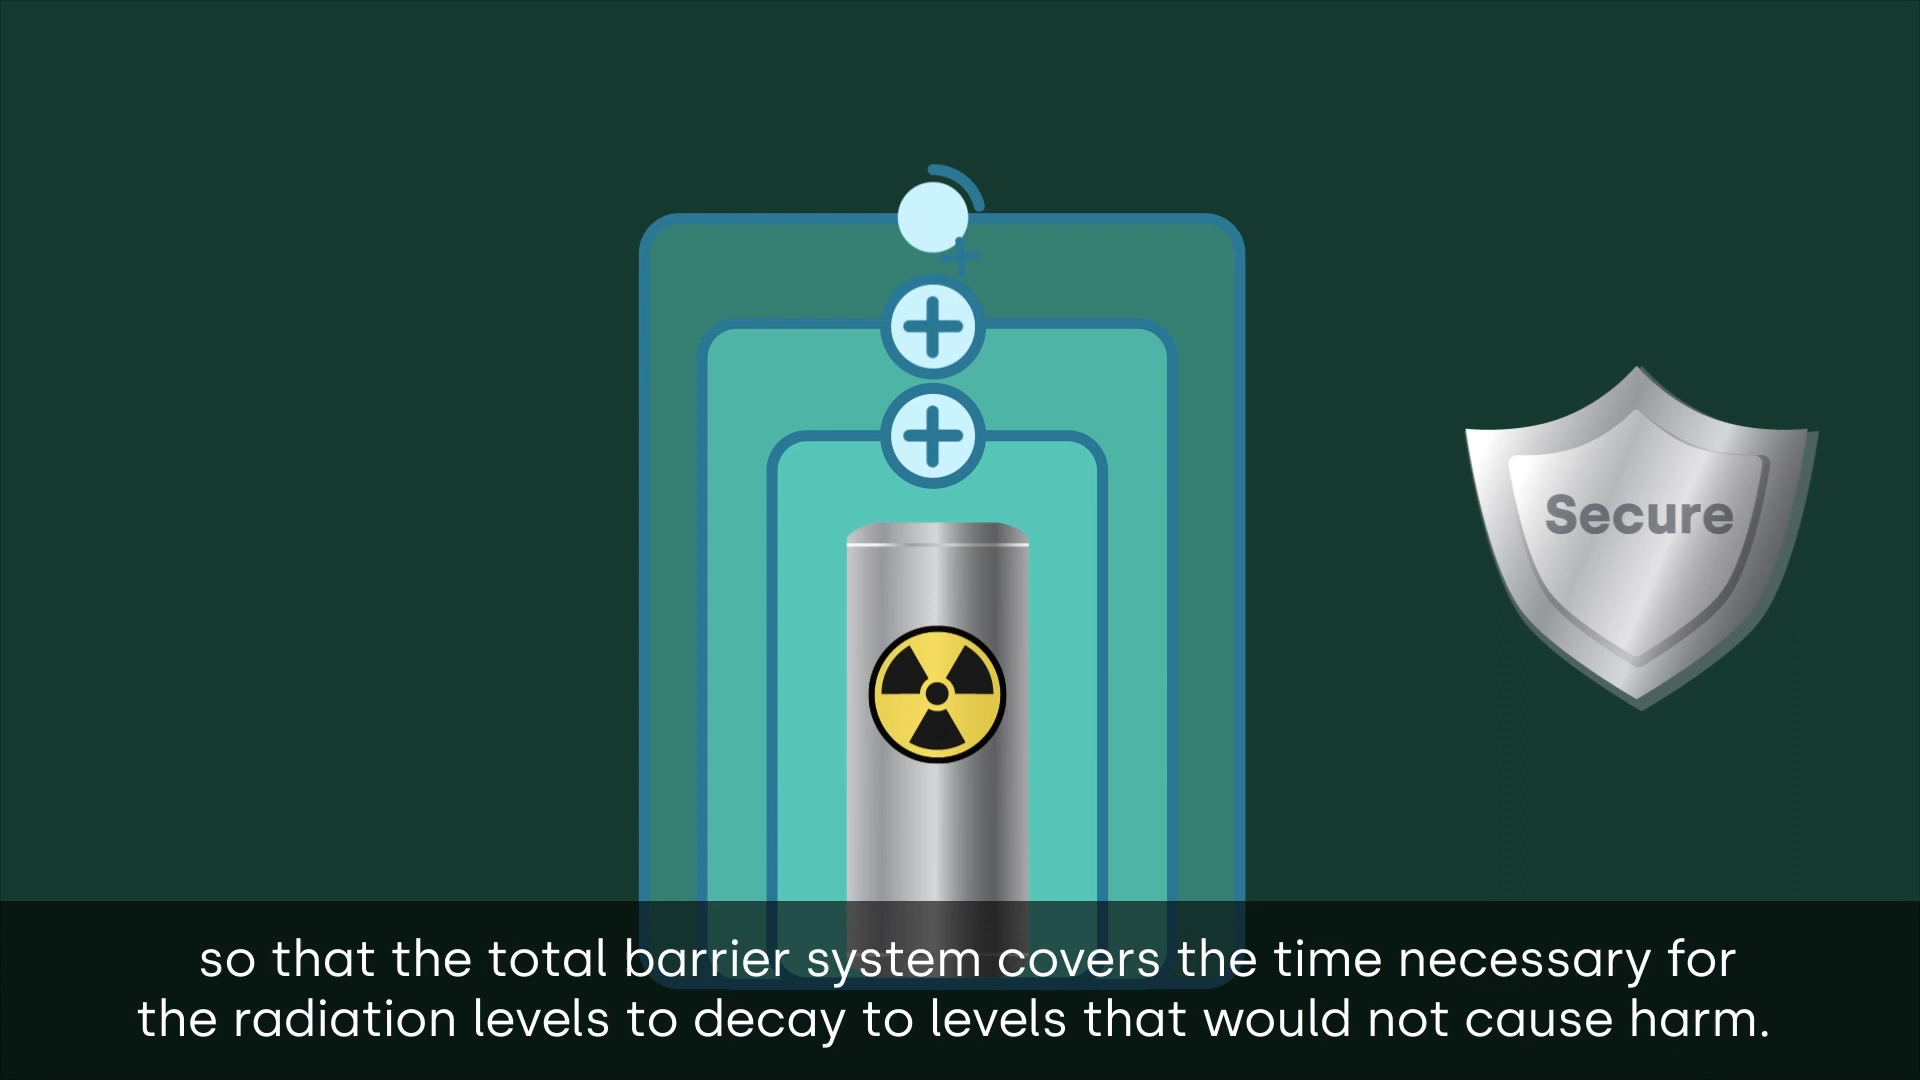 Secure
so that the total barrier system covers the time necessary for
the radiation levels to decay to levels that would not cause harm.